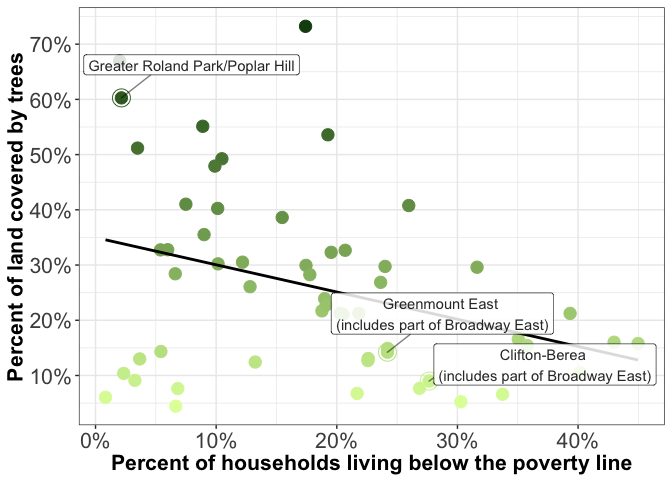 70%
Greater Roland Park/Poplar Hill
60%
50%
40%
30%
Greenmount East
(includes part of Broadway East)
20%
Clifton-Berea
(includes part of Broadway East)
10%
0%
10%
20%
30%
40%
Percent of households living below the poverty line
Percent of land covered by trees